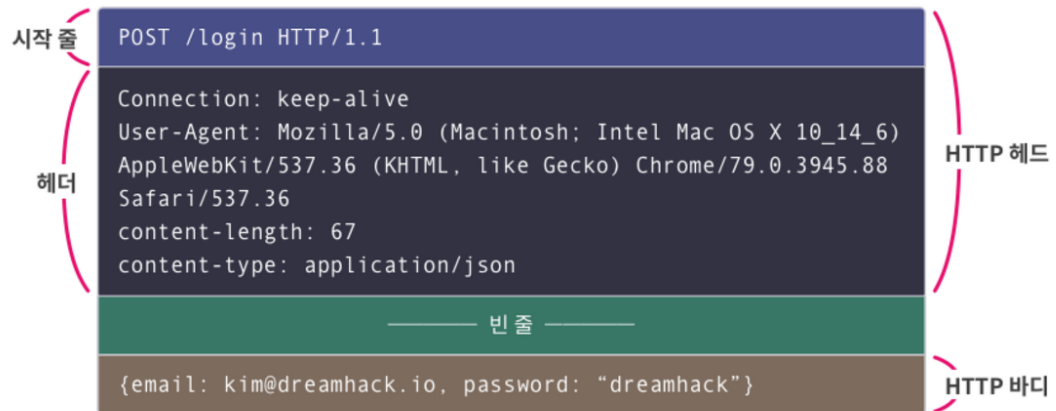 시작 줄
POST /login HTTP/1.1
헤더
Connection: keep-alive
User-Agent: Mozilla/5.0 (Macintosh; Intel Mac OS X 10_14_6)
AppleWebKit/537.36 (KHTML, like Gecko) Chrome/79.0.3945.88
Safari/537.36
content-length: 67
content-type: application/json
HTTP 헤드
빈 줄
{email: kim@dreamhack.io, password: “dreamhack”}
HTTP 바디